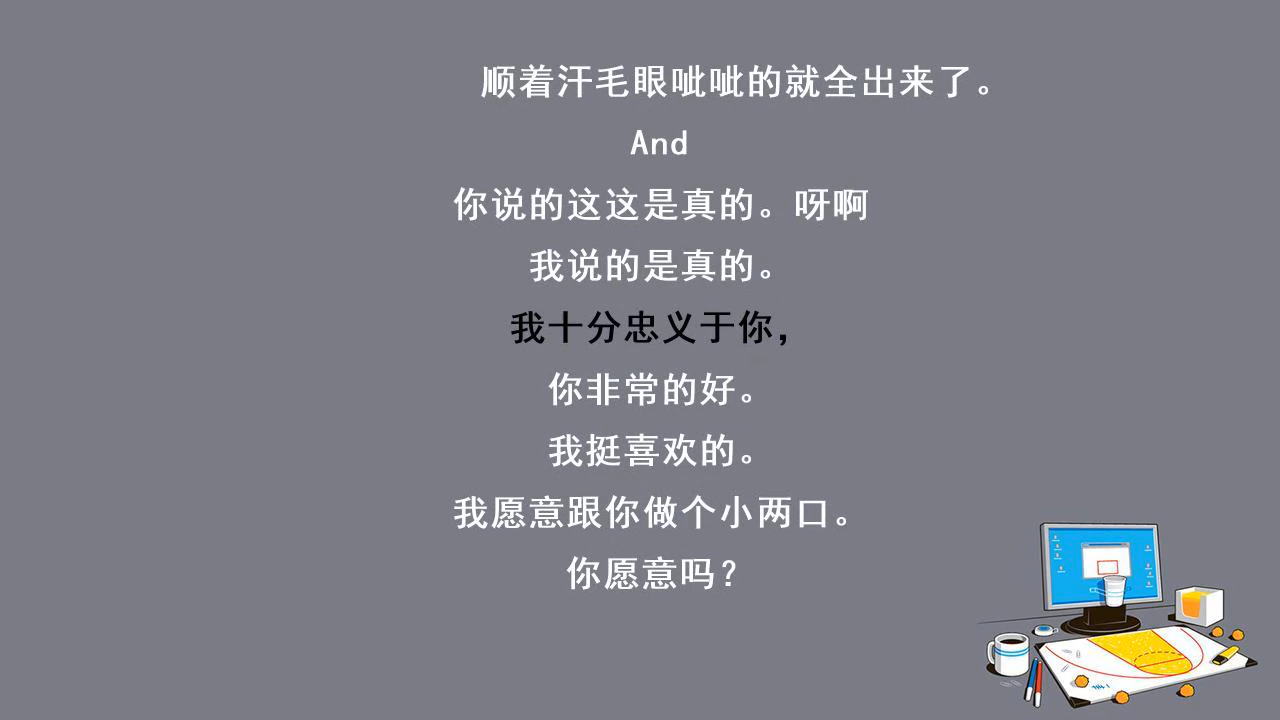 顺着汗毛眼呲呲的就全出来了。
And
你说的这这是真的。呀啊
我说的是真的。
我十分忠义于你，
你非常的好。
我挺喜欢的。
我愿意跟你做个小两口。
你愿意吗？